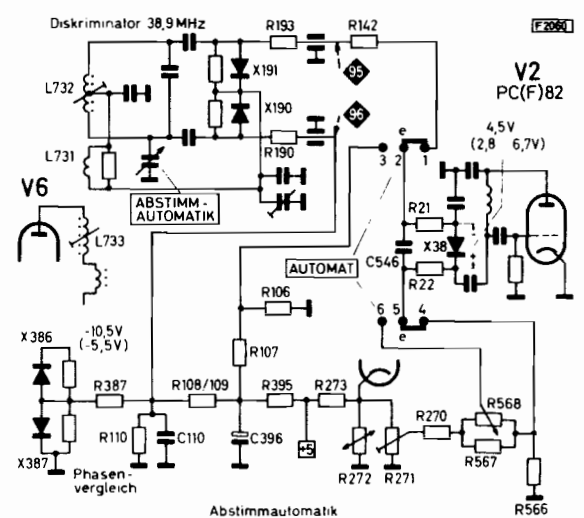 Diskriminator 38,9 MHz
R193
R142
F2060
V2
PC(F)82
X191
95
L732
X190
96
4,5V
(2,8 6,7V)
R190
e
3 2 1
L731
V6
ABSTIMM-
AUTOMATIK
R21
X38
L733
AUTOMAT
C546
R22
R106
6 5 4
e
-10,5V
(-5,5V)
X386
R107
R387
R108/109
R395
R273
R568
R270
R110
C110
C396
+5
R567
X387
R272
R271
Phasen-
vergleich
R566
Abstimmautomatik